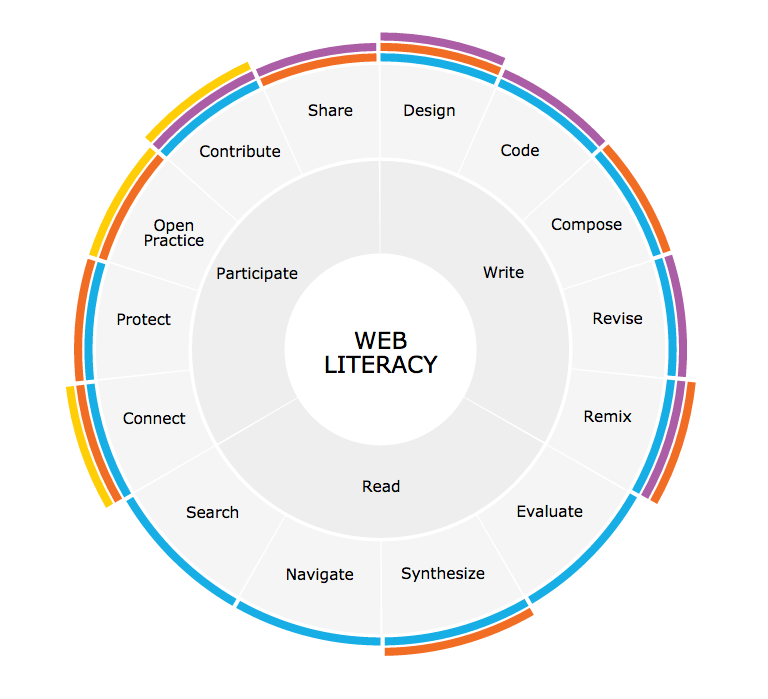 WEB
LITERACY
Write
Read
Participate
Design
Code
Compose
Revise
Remix
Evaluate
Synthesize
Navigate
Search
Connect
Protect
Open
Practice
Contribute
Share